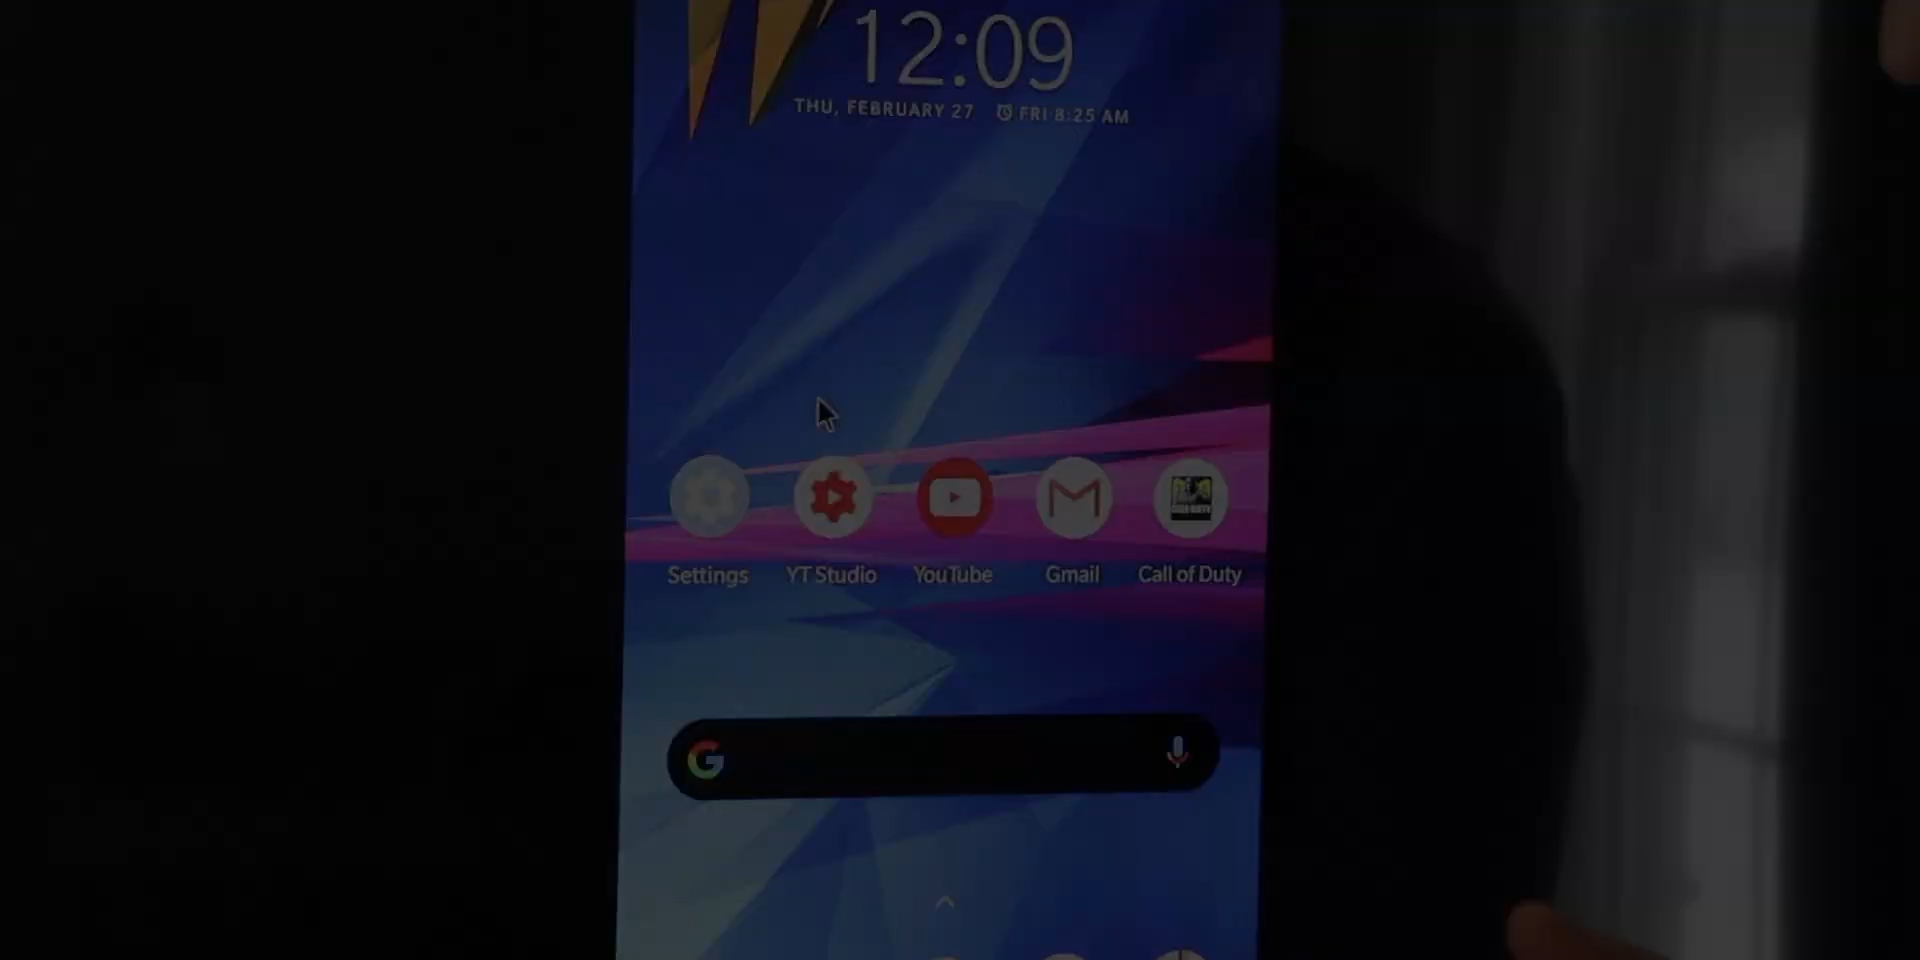 12:09
THU, FEBRUARY 27 FRI 8:25 AM
Settings YT Studio YouTube Gmail Call of Duty